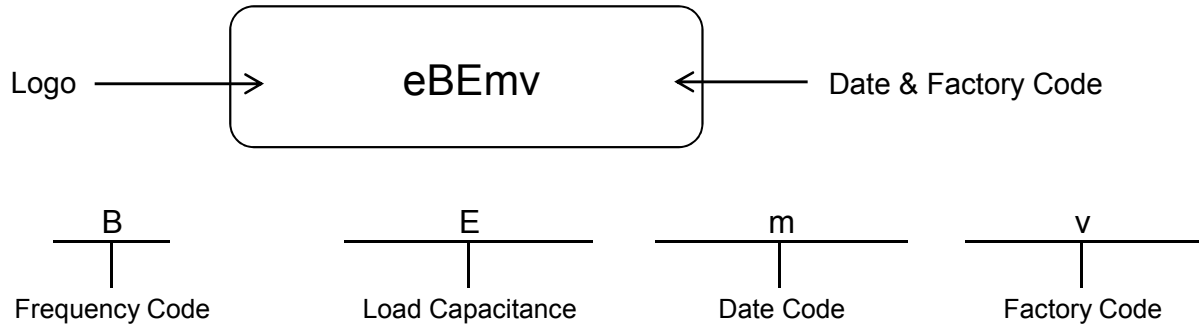 Logo eBEmv Date & Factory Code
B E m v
Frequency Code Load Capacitance Date Code Factory Code